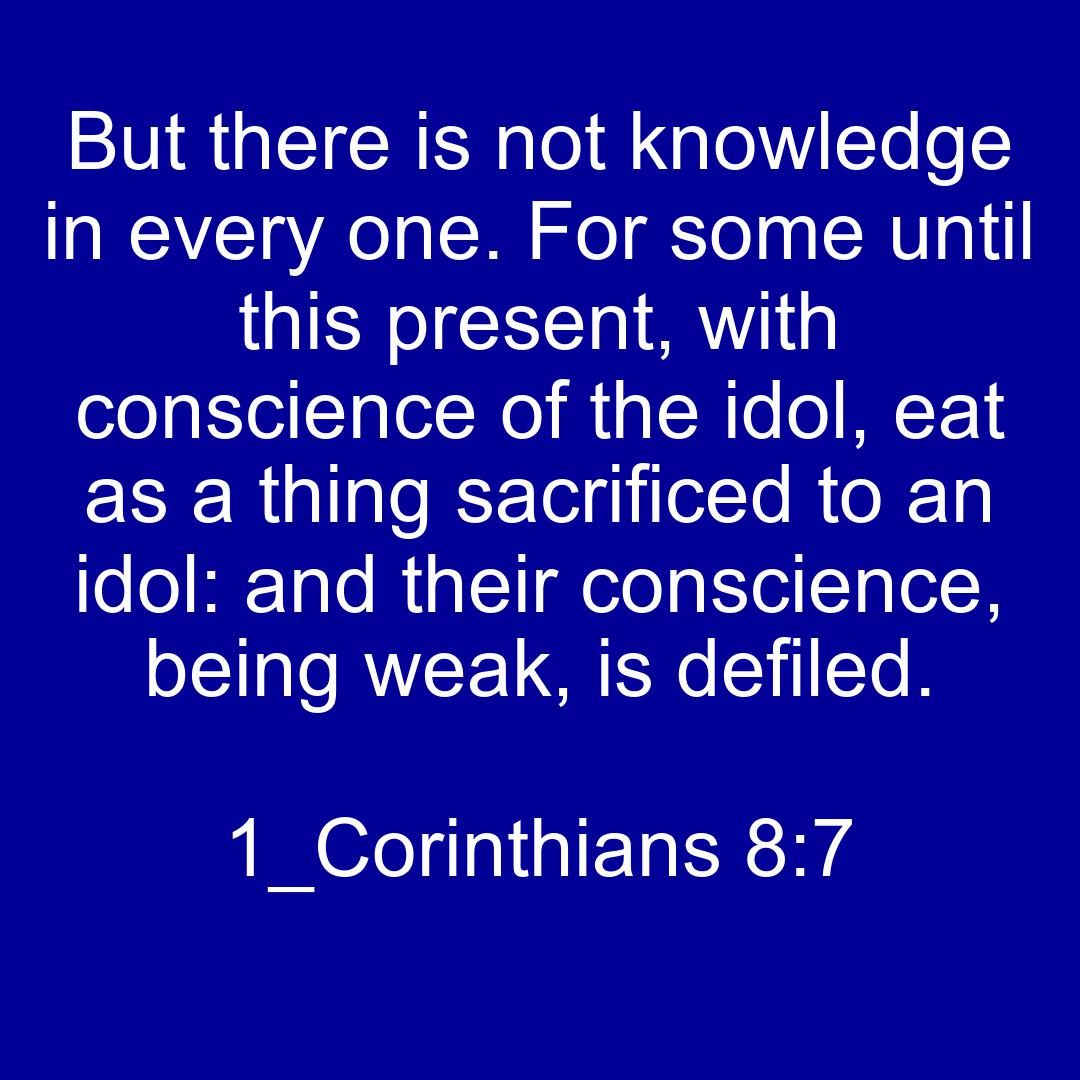 But there is not knowledge
in every one. For some until
this present, with
conscience of the idol, eat
as a thing sacrificed to an
idol: and their conscience,
being weak, is defiled.
1_Corinthians 8:7